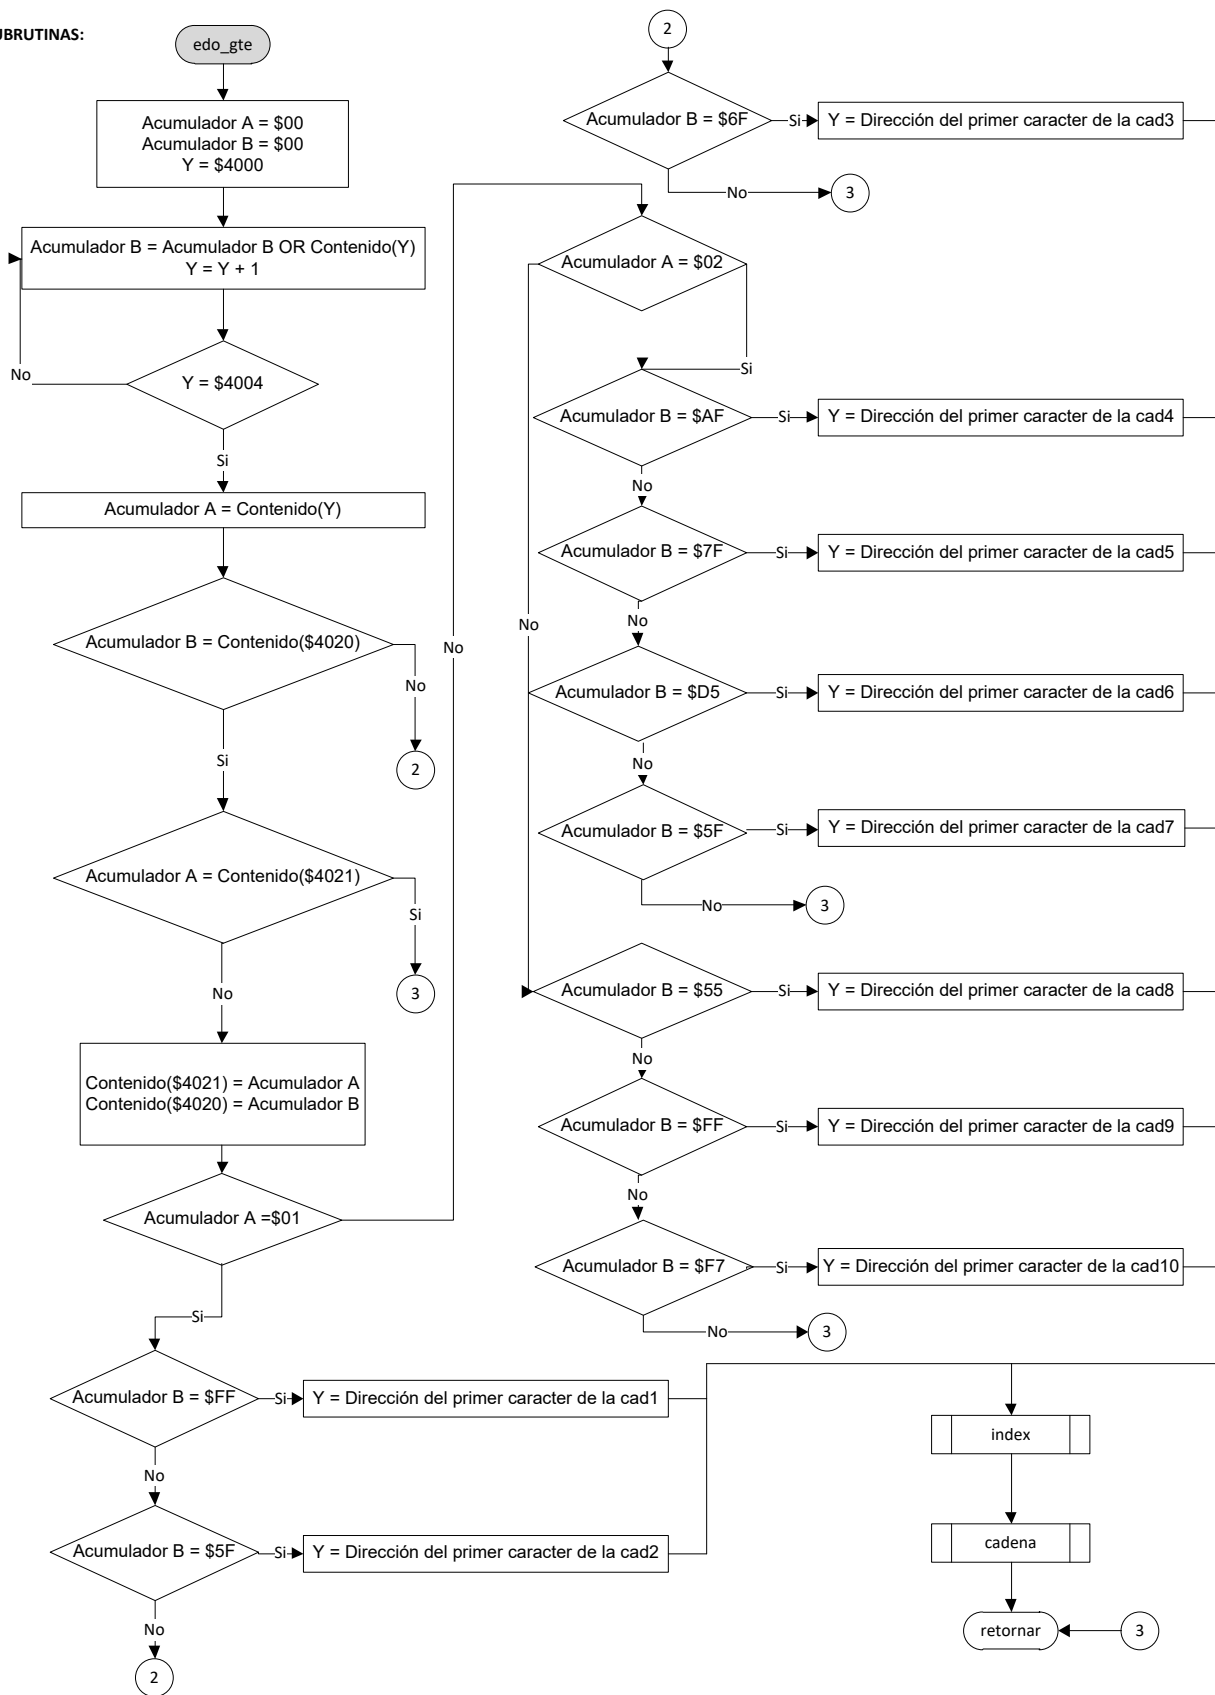 UBRUTINAS:
edo_gte
Acumulador A = $00
Acumulador B = $00
Y = $4000
Acumulador B = Acumulador B OR Contenido(Y)
Y = Y + 1
No
Y = $4004
Si
Acumulador A = Contenido(Y)
Acumulador B = Contenido($4020)
No
2
Si
Acumulador A = Contenido($4021)
Si
3
No
Contenido($4021) = Acumulador A
Contenido($4020) = Acumulador B
Acumulador A =$01
No
Si
Acumulador B = $FF
Si
Y = Dirección del primer caracter de la cad1
No
Acumulador B = $5F
Si
Y = Dirección del primer caracter de la cad2
No
2
2
Acumulador B = $6F
Si
Y = Dirección del primer caracter de la cad3
No
3
Acumulador A = $02
Si
No
Acumulador B = $AF
Si
Y = Dirección del primer caracter de la cad4
No
Acumulador B = $7F
Si
Y = Dirección del primer caracter de la cad5
No
Acumulador B = $D5
Si
Y = Dirección del primer caracter de la cad6
No
Acumulador B = $5F
Si
Y = Dirección del primer caracter de la cad7
No
3
Acumulador B = $55
Si
Y = Dirección del primer caracter de la cad8
No
Acumulador B = $FF
Si
Y = Dirección del primer caracter de la cad9
No
Acumulador B = $F7
Si
Y = Dirección del primer caracter de la cad10
No
3
index
cadena
retornar
3